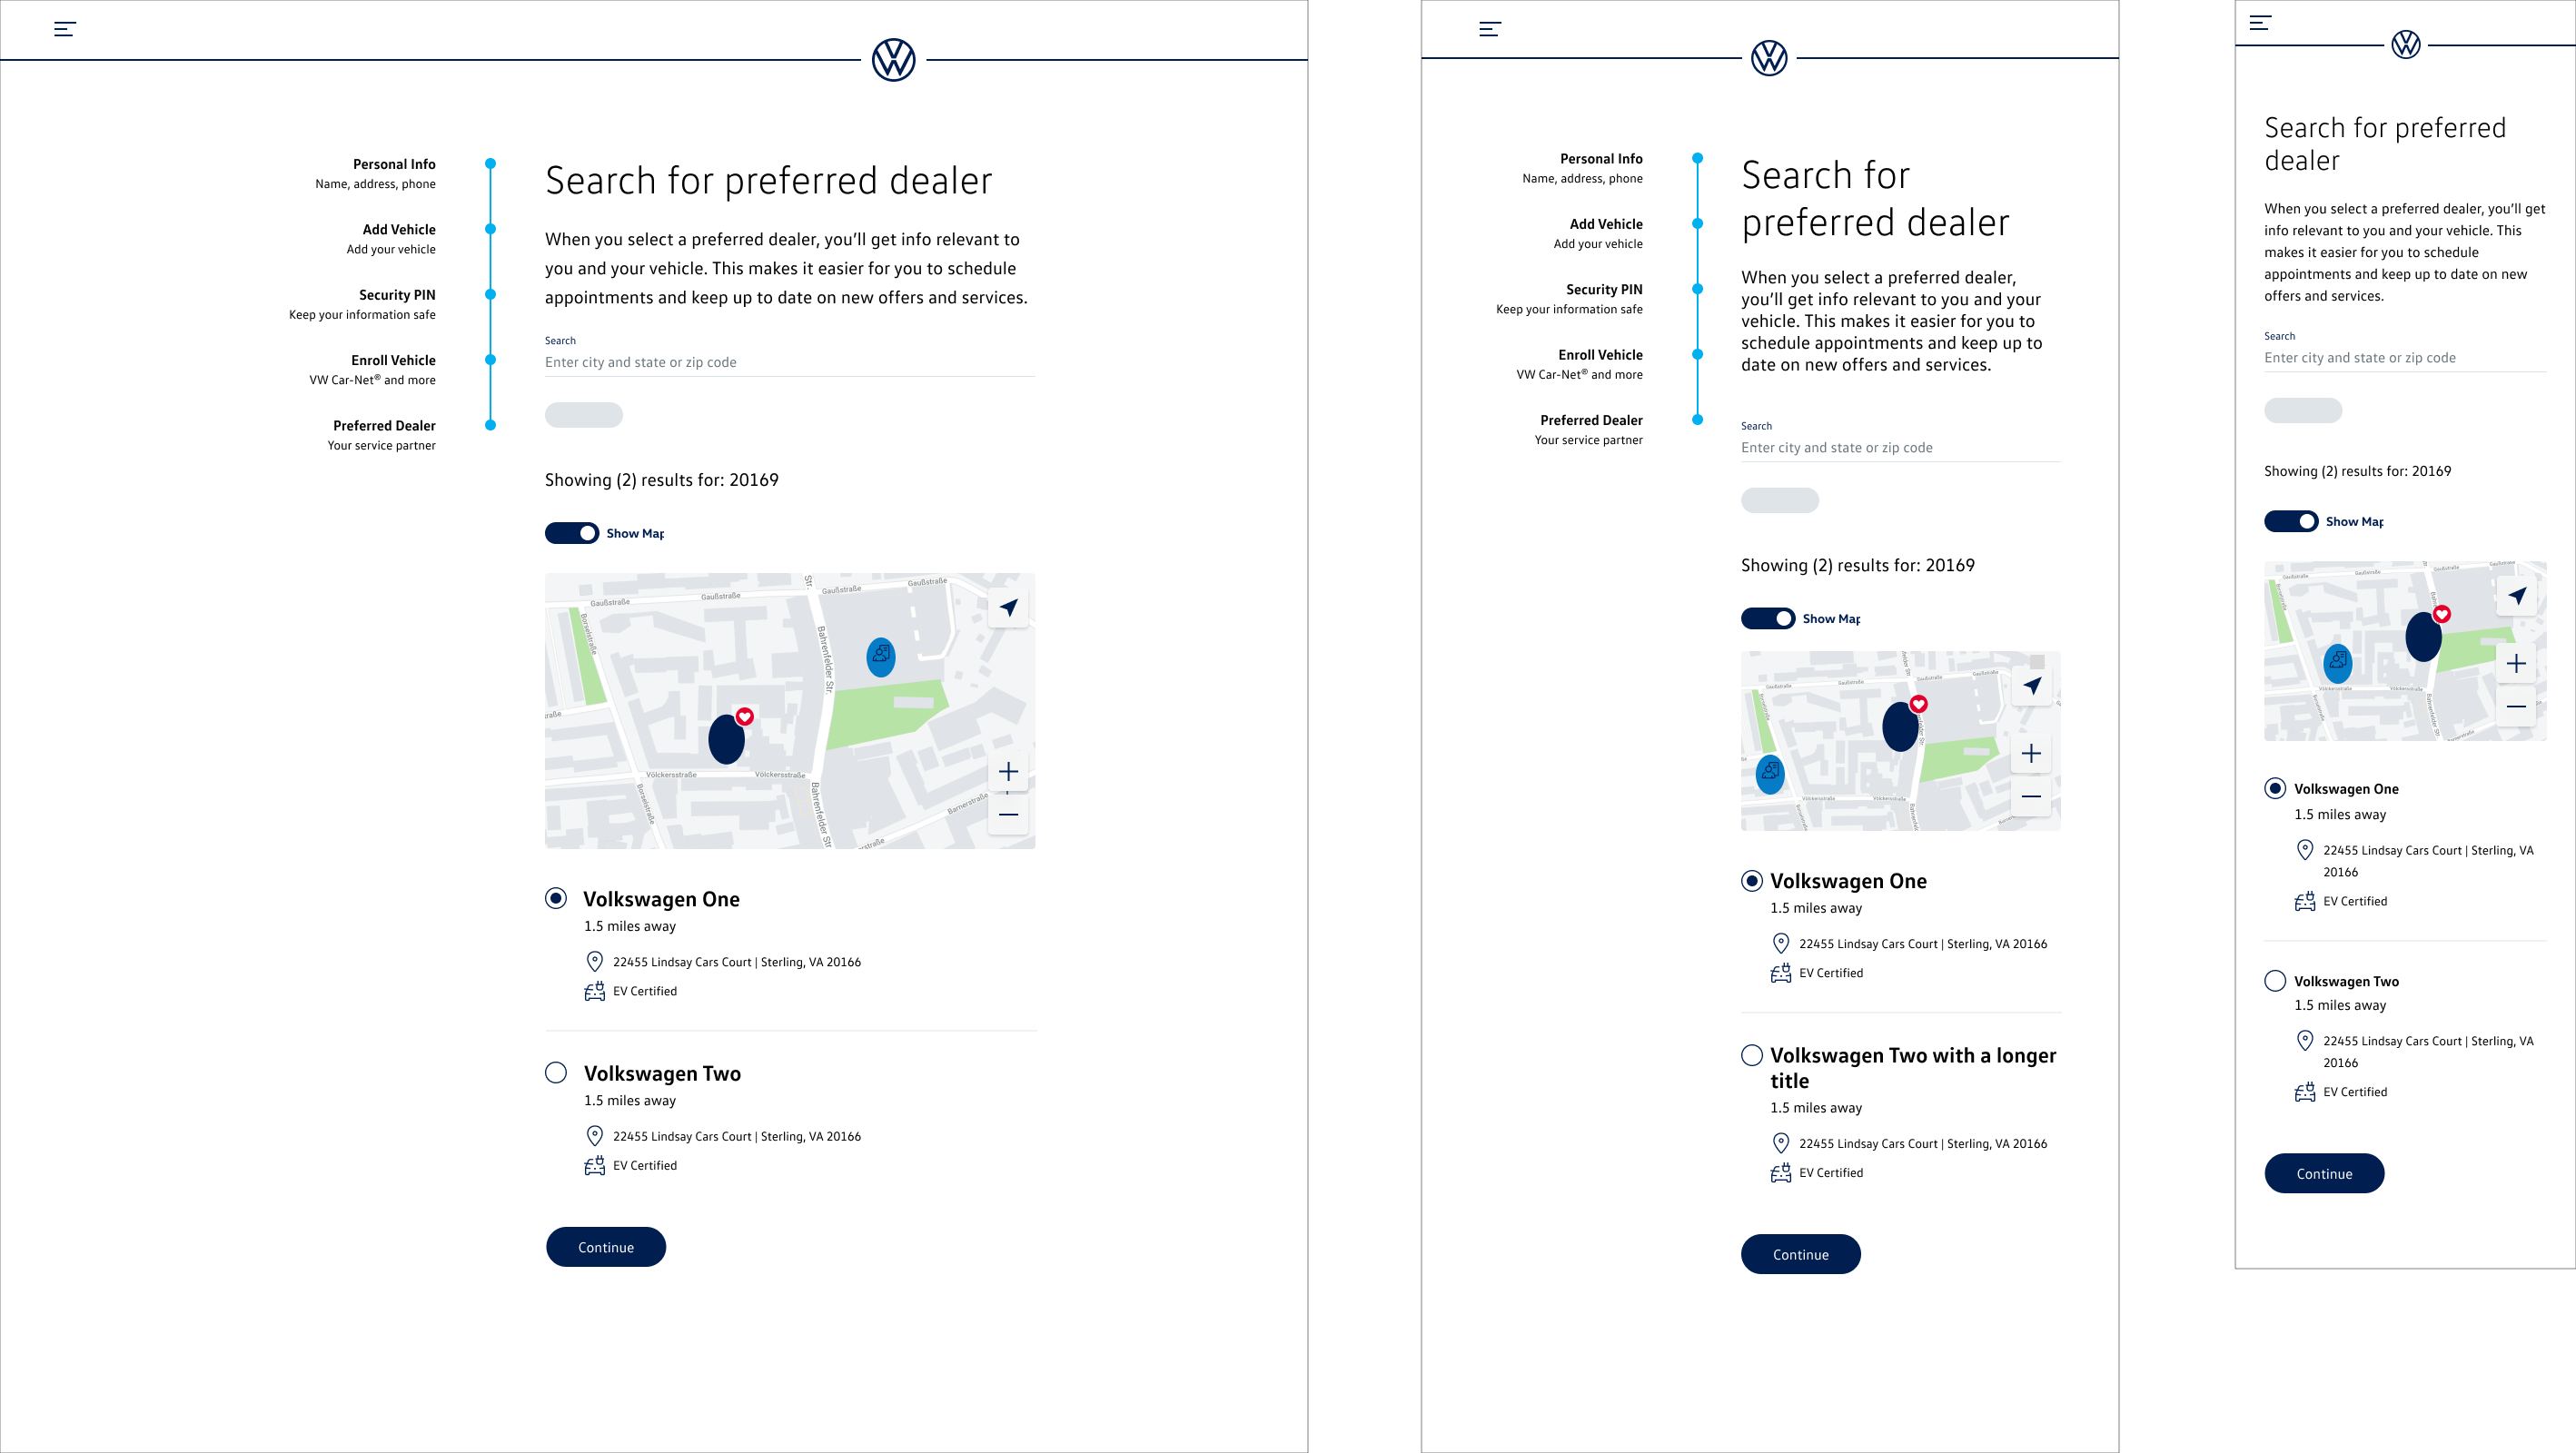 Personal Info
Name, address, phone
Add Vehicle
Add your vehicle
Security PIN
Keep your information safe
Enroll Vehicle
VW Car-Net® and more
Preferred Dealer
Your service partner
Search for preferred dealer
When you select a preferred dealer, you’ll get info relevant to
you and your vehicle. This makes it easier for you to schedule
appointments and keep up to date on new offers and services.
Search
Enter city and state or zip code
Showing (2) results for: 20169
Show Map
Str.
Gaußstraße
Gaußstraße
Gaußstraße
Gaußstraße
Borselstraße
Bahrenfelder Str.
raße
Völckersstraße
Völckersstraße
Borselstraße
Bahrenfelder Str
Barnerstraße
rstraße
Volkswagen One
1.5 miles away
22455 Lindsay Cars Court | Sterling, VA 20166
EV Certified
Volkswagen Two
1.5 miles away
22455 Lindsay Cars Court | Sterling, VA 20166
EV Certified
Continue
Personal Info
Name, address, phone
Add Vehicle
Add your vehicle
Security PIN
Keep your information safe
Enroll Vehicle
VW Car-Net® and more
Preferred Dealer
Your service partner
Search for
preferred dealer
When you select a preferred dealer,
you’ll get info relevant to you and your
vehicle. This makes it easier for you to
schedule appointments and keep up to
date on new offers and services.
Search
Enter city and state or zip code
Showing (2) results for: 20169
Show Map
Gaußstraße
Gaußstraße
Gaußstraße
Gaußstraße
Völckersstraße
Völckersstraße
Volkswagen One
1.5 miles away
22455 Lindsay Cars Court | Sterling, VA 20166
EV Certified
Volkswagen Two with a longer
title
1.5 miles away
22455 Lindsay Cars Court | Sterling, VA 20166
EV Certified
Continue
Search for preferred
dealer
When you select a preferred dealer, you’ll get
info relevant to you and your vehicle. This
makes it easier for you to schedule
appointments and keep up to date on new
offers and services.
Search
Enter city and state or zip code
Showing (2) results for: 20169
Show Map
Gaußstraße
Gaußstraße
Völckersstraße
Völckersstraße
Volkswagen One
1.5 miles away
22455 Lindsay Cars Court | Sterling, VA
20166
EV Certified
Volkswagen Two
1.5 miles away
22455 Lindsay Cars Court | Sterling, VA
20166
EV Certified
Continue